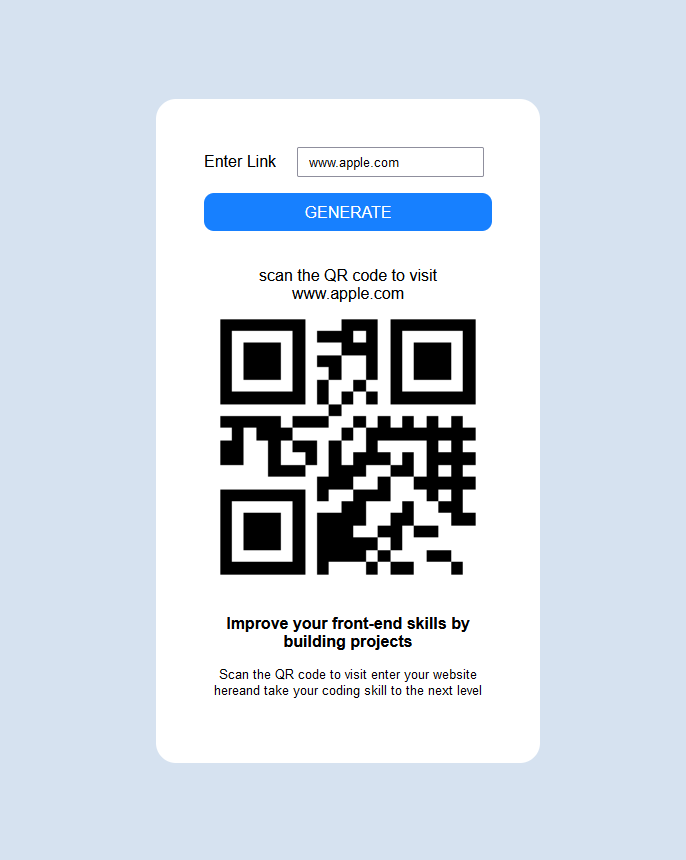 Enter Link
www.apple.com
GENERATE
scan the QR code to visit
www.apple.com
Improve your front-end skills by
building projects
Scan the QR code to visit enter your website
hereand take your coding skill to the next level